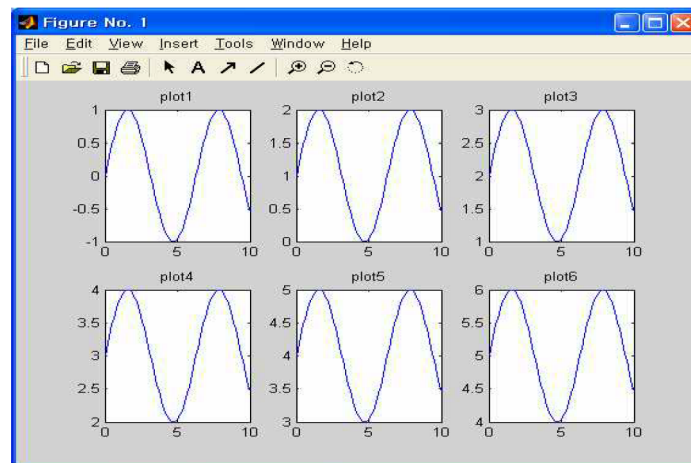 Figure No. 1
File Edit View Insert Tools Window Help
A
plot1 plot2 plot3
1 2 3
0.5 1.5 2.5
0 1 2
-0.5 0.5 1.5
-1 0 1
0 5 10 0 5 10 0 5 10
plot4 plot5 plot6
4 5 6
3.5 4.5 5.5
3 4 5
2.5 3.5 4.5
2 3 4
0 5 10 0 5 10 0 5 10